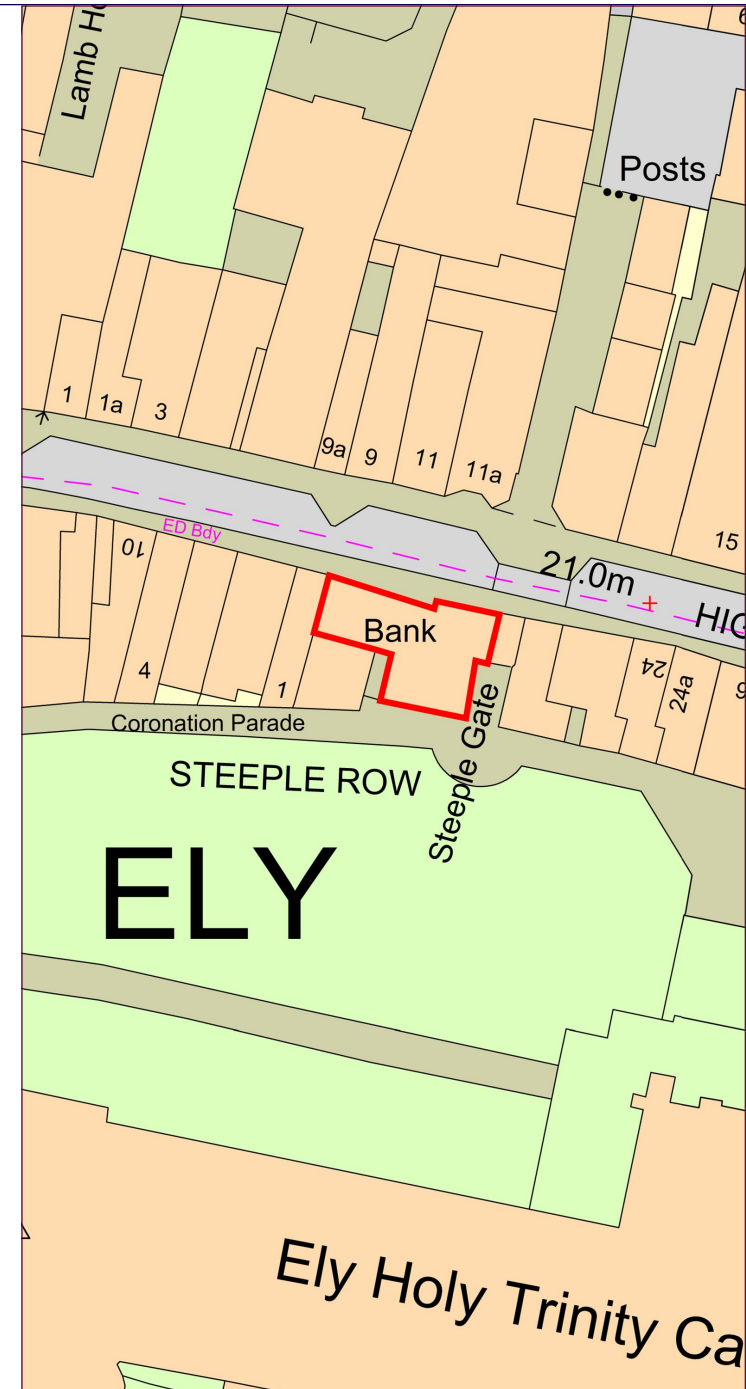 Lamb Ho
6
Posts
1
1a
3
9a
9
11
11a
15
ED Bdy
21.0m
HIG
10
Bank
4
1
24
24a
Coronation Parade
Steeple Gate
STEEPLE ROW
ELY
Ely Holy Trinity Ca